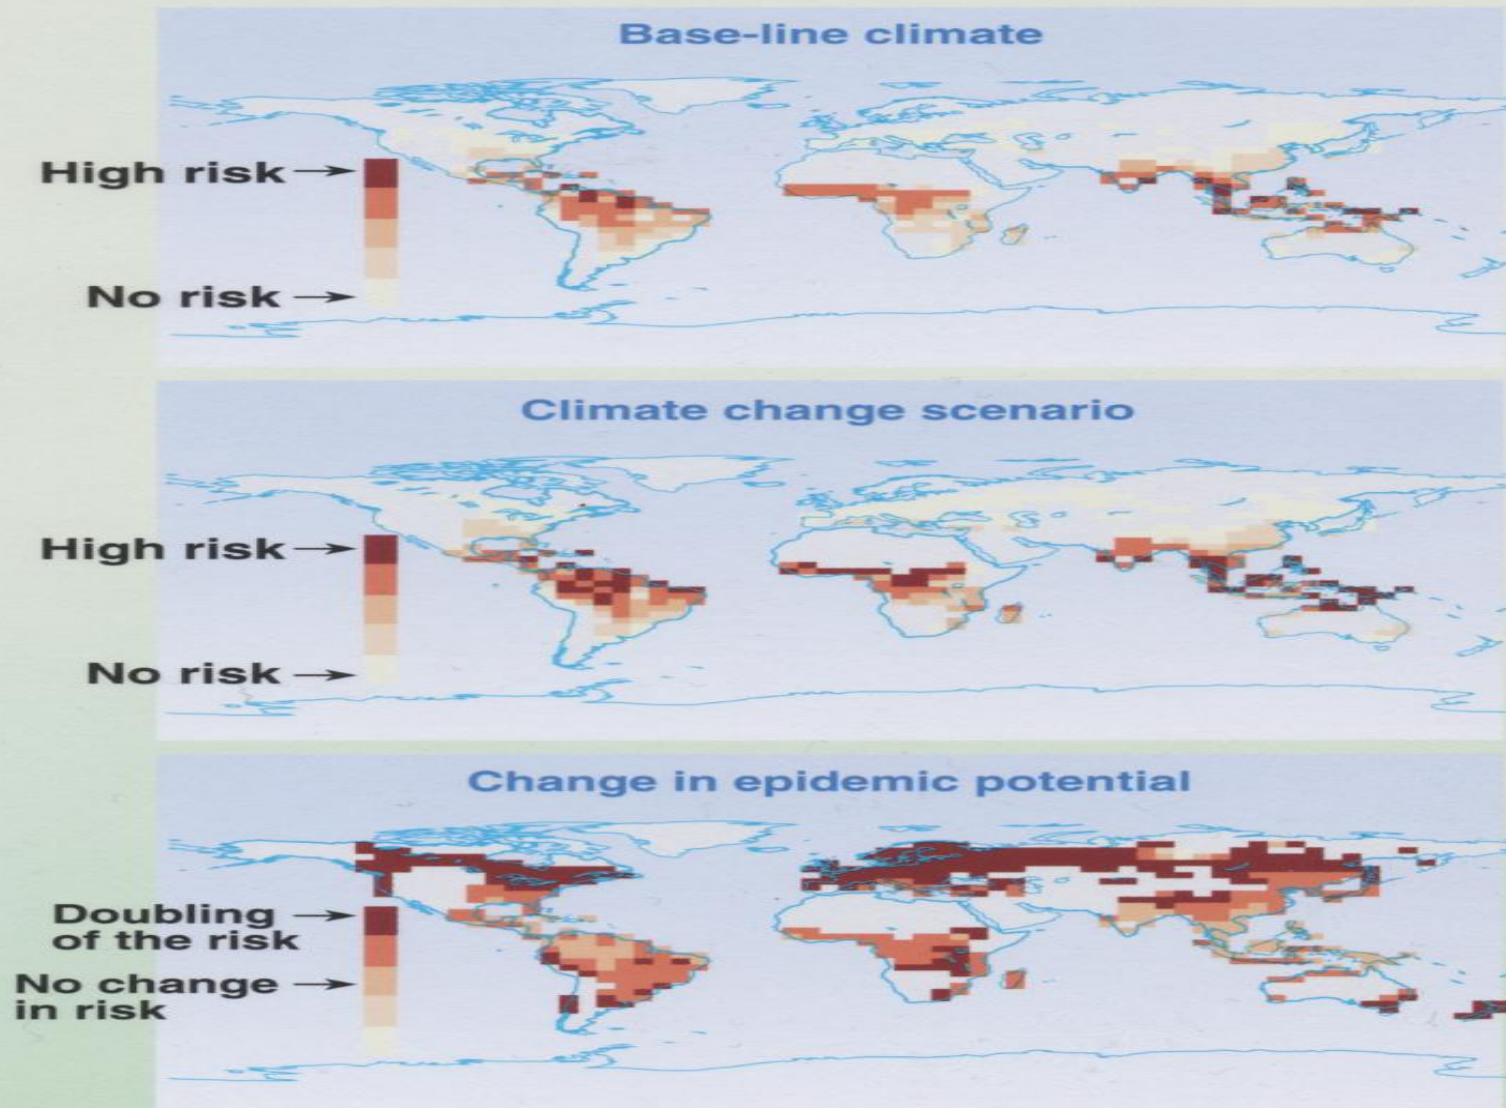 Base-line climate
High risk
No risk
Climate change scenario
High risk
No risk
Change in epidemic potential
Doubling
of the risk
No change
in risk